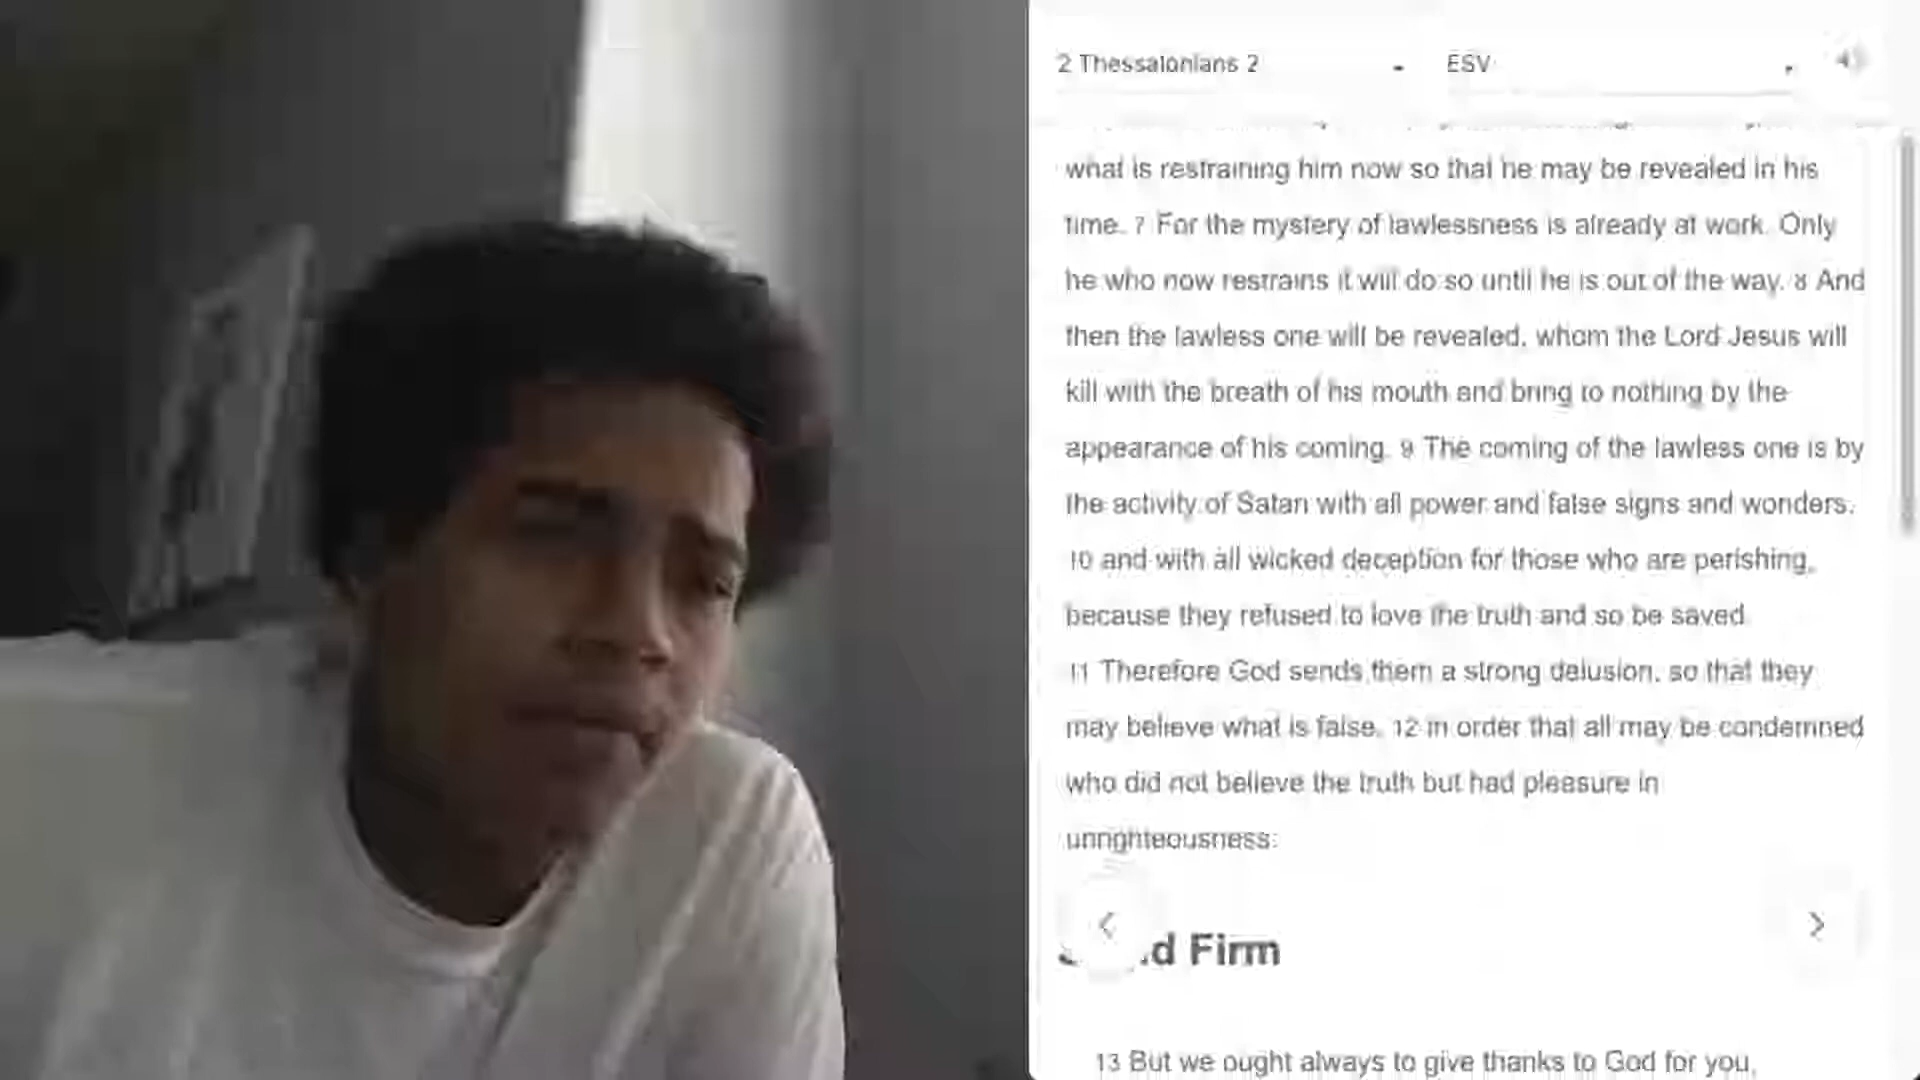 2 Thessalonians 2
ESV
what is restraining him now so that he may be revealed in his
time. 7 For the mystery of lawlessness is already at work. Only
he who now restrains it will do so until he is out of the way. 8 And
then the lawless one will be revealed, whom the Lord Jesus will
kill with the breath of his mouth and bring to nothing by the
appearance of his coming. 9 The coming of the lawless one is by
the activity of Satan with all power and false signs and wonders,
10 and with all wicked deception for those who are perishing,
because they refused to love the truth and so be saved.
11 Therefore God sends them a strong delusion, so that they
may believe what is false, 12 in order that all may be condemned
who did not believe the truth but had pleasure in
unrighteousness.
Firm
13 But we ought always to give thanks to God for you,